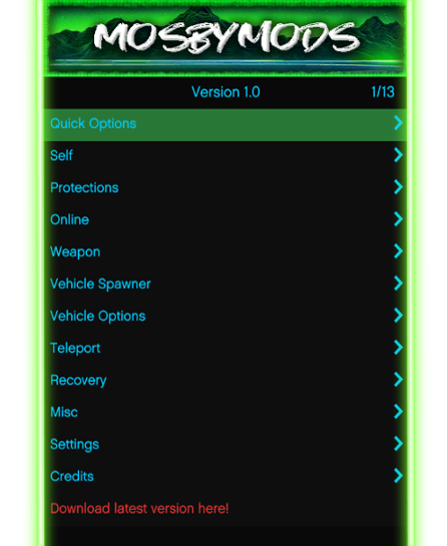 MOSBYMODS
Version 1.0 1/13
Quick Options
Self
Protections
Online
Weapon
Vehicle Spawner
Vehicle Options
Teleport
Recovery
Misc
Settings
Credits
Download latest version here!